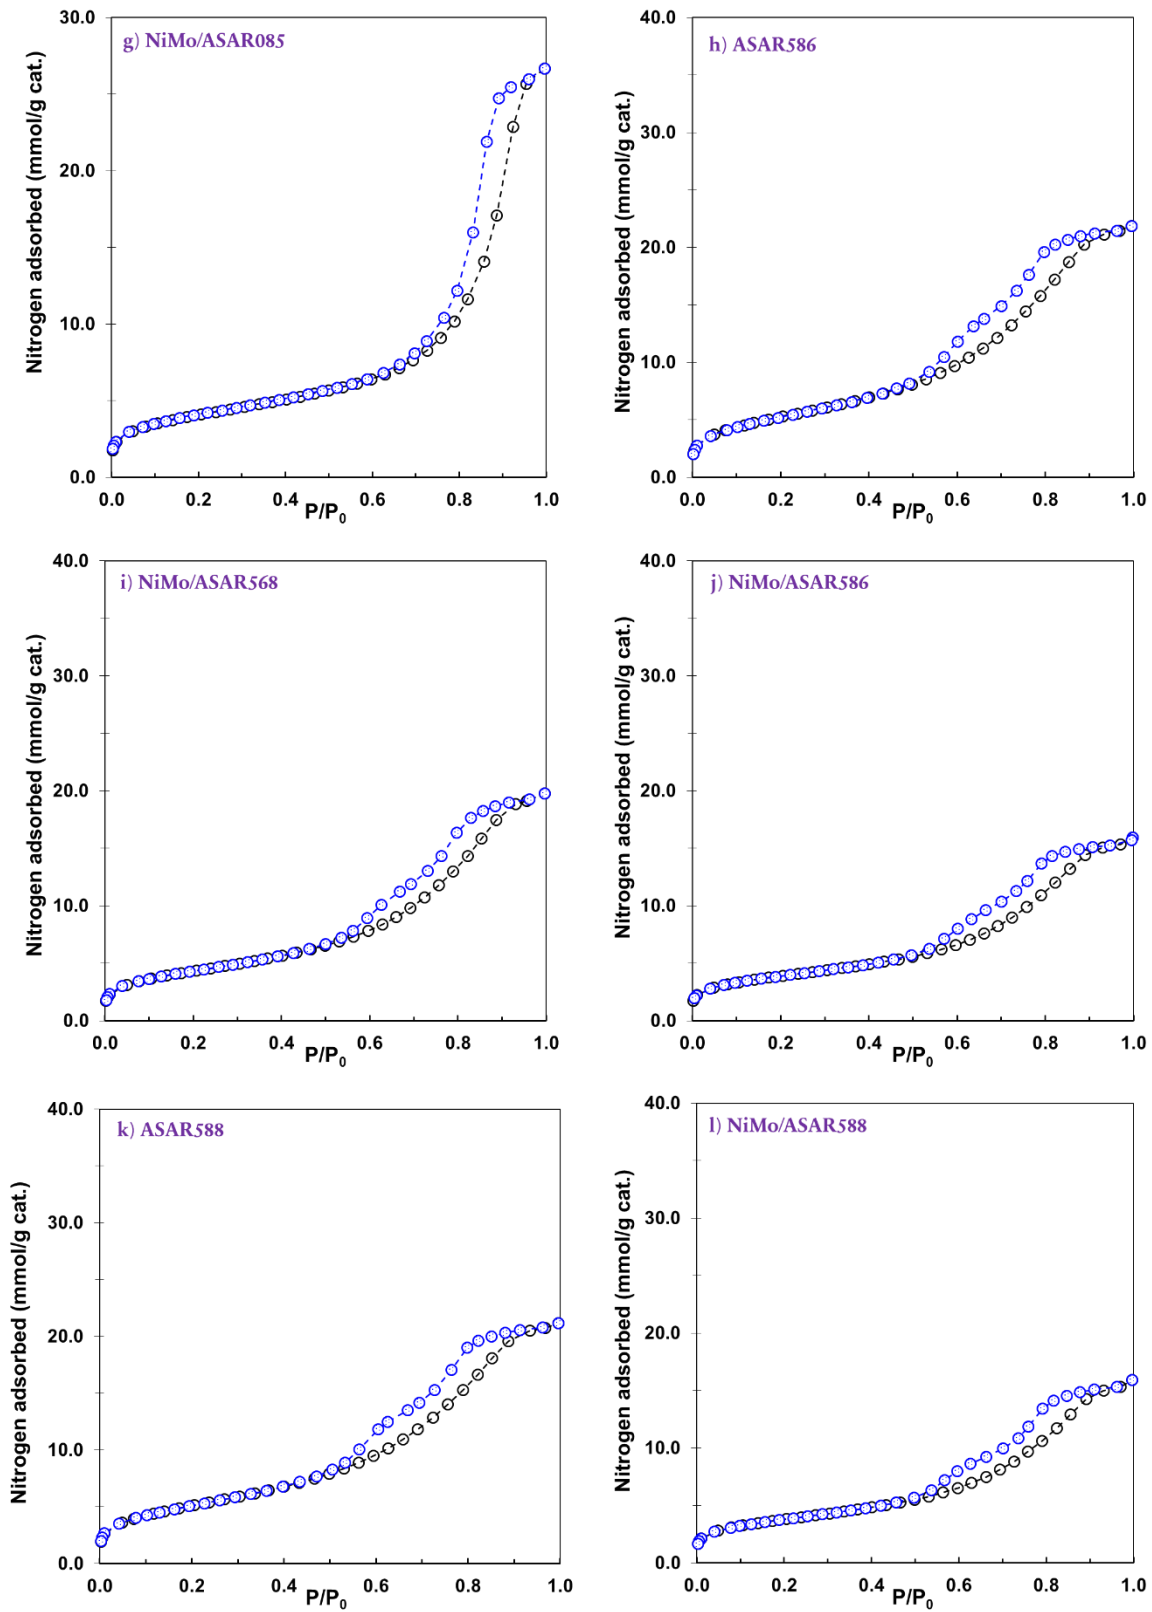 g) NiMo/ASAR085
Nitrogen adsorbed (mmol/g cat.)
30.0
20.0
10.0
0.0
0.0 0.2 0.4 0.6 0.8 1.0
P/P0
h) ASAR586
Nitrogen adsorbed (mmol/g cat.)
40.0
30.0
20.0
10.0
0.0
0.0 0.2 0.4 0.6 0.8 1.0
P/P0
i) NiMo/ASAR568
Nitrogen adsorbed (mmol/g cat.)
40.0
30.0
20.0
10.0
0.0
0.0 0.2 0.4 0.6 0.8 1.0
P/P0
j) NiMo/ASAR586
Nitrogen adsorbed (mmol/g cat.)
40.0
30.0
20.0
10.0
0.0
0.0 0.2 0.4 0.6 0.8 1.0
P/P0
k) ASAR588
Nitrogen adsorbed (mmol/g cat.)
40.0
30.0
20.0
10.0
0.0
0.0 0.2 0.4 0.6 0.8 1.0
P/P0
l) NiMo/ASAR588
Nitrogen adsorbed (mmol/g cat.)
40.0
30.0
20.0
10.0
0.0
0.0 0.2 0.4 0.6 0.8 1.0
P/P0